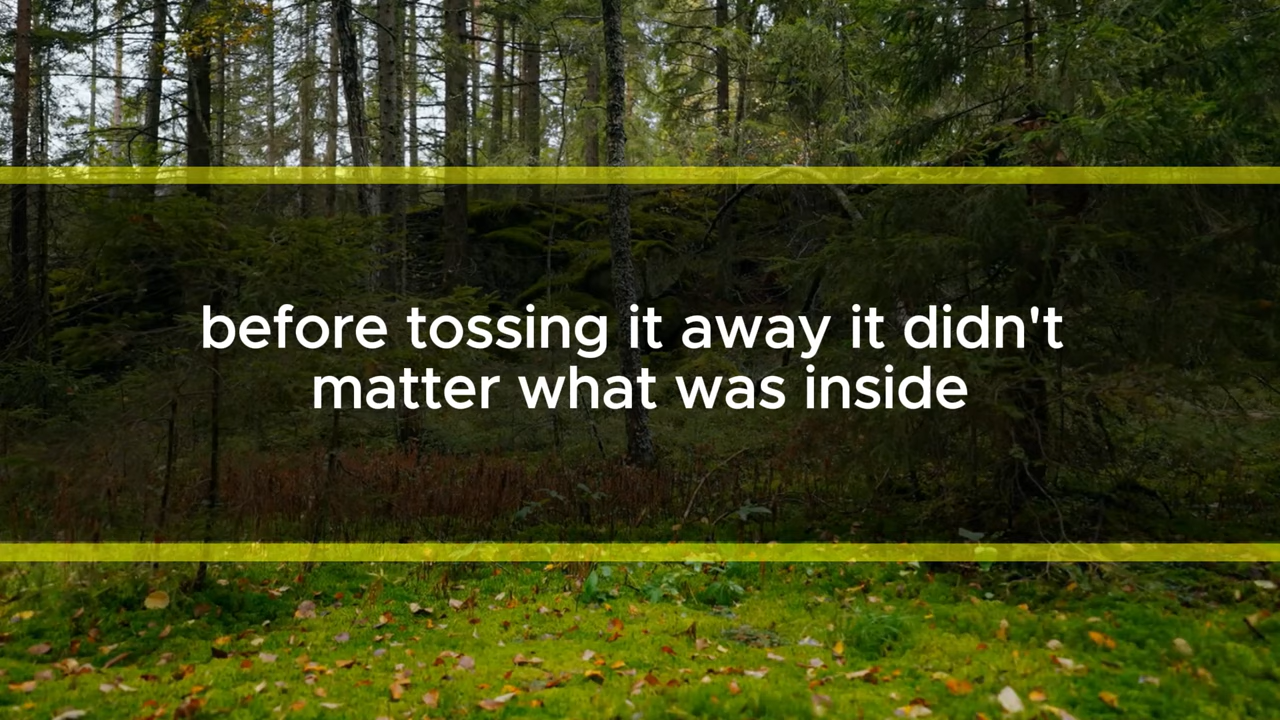 before tossing it away it didn't
matter what was inside